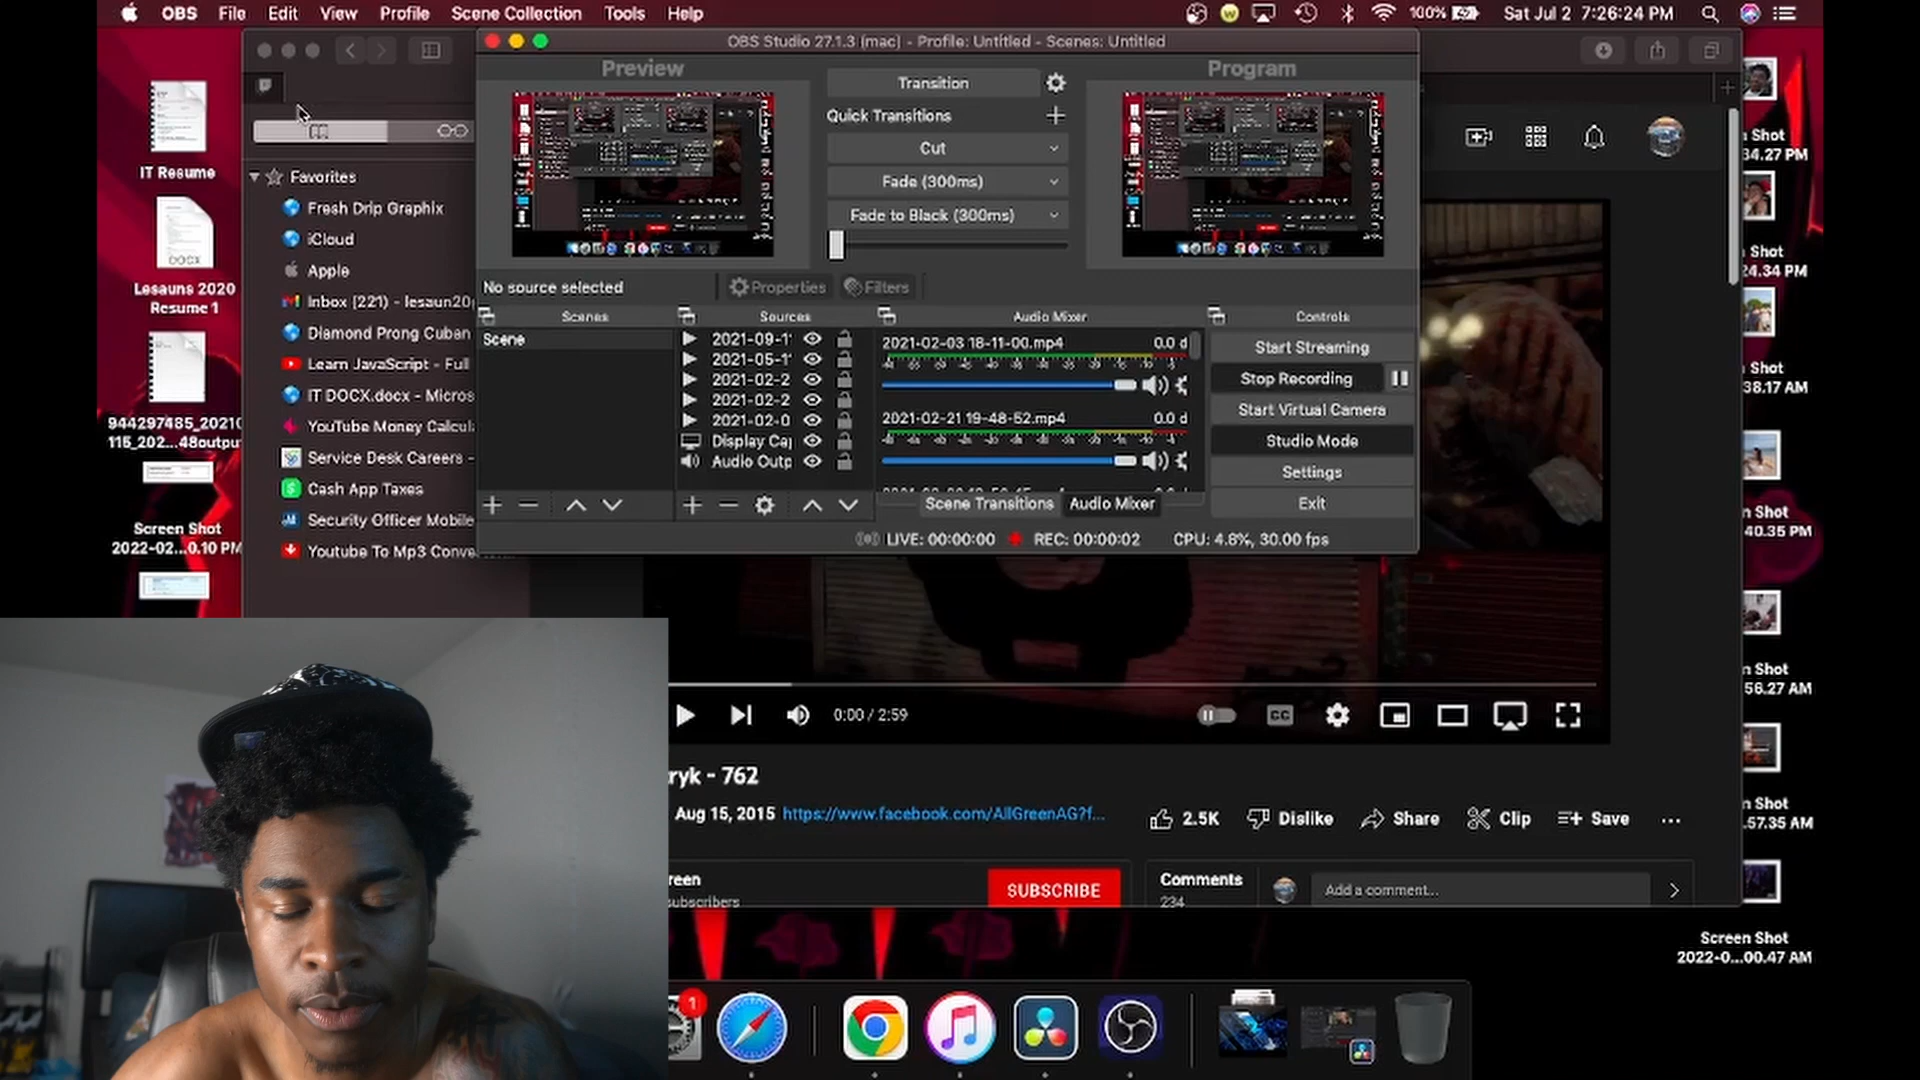 OBS File Edit View Profile Scene Collection Tools Help
100% Sat Jul 2 7:26:24 PM
OBS Studio 27.1.3 (mac) - Profile: Untitled - Scenes: Untitled
Preview
Transition
Program
Quick Transitions
Cut
Fade (300ms)
Fade to Black (300ms)
No source selected
Properties
Filters
Scenes
Sources
Audio Mixer
Controls
Scene
2021-09-1
2021-05-1
2021-02-2
2021-02-2
2021-02-0
Display Ca
Audio Outp
2021-02-03 18-11-00.mp4 0.0 d
2021-02-21 19-48-52.mp4 0.0 d
Scene Transitions
Audio Mixer
Start Streaming
Stop Recording
Start Virtual Camera
Studio Mode
Settings
Exit
LIVE: 00:00:00
REC: 00:00:02
CPU: 4.8%, 30.00 fps
IT Resume
DOCX
Lesauns 2020
Resume 1
944297485_2021
115_202...48outpu
Screen Shot
2022-02...0.10 PM
Favorites
Fresh Drip Graphix
iCloud
Apple
Inbox (221) - lesaun20
Diamond Prong Cuban
Learn JavaScript - Full
IT DOCX.docx - Micros
YouTube Money Calcul
Service Desk Careers -
Cash App Taxes
Security Officer Mobile
Youtube To Mp3 Conve
Shot
34.27 PM
Shot
24.34 PM
Shot
38.17 AM
Shot
40.35 PM
Shot
56.27 AM
Shot
.57.35 AM
Screen Shot
2022-0...00.47 AM
0:00 / 2:59
CC
ryk - 762
Aug 15, 2015 https://www.facebook.com/AllGreenAG?f...
2.5K
Dislike
Share
Clip
Save
reen
subscribers
SUBSCRIBE
Comments
234
Add a comment...
1